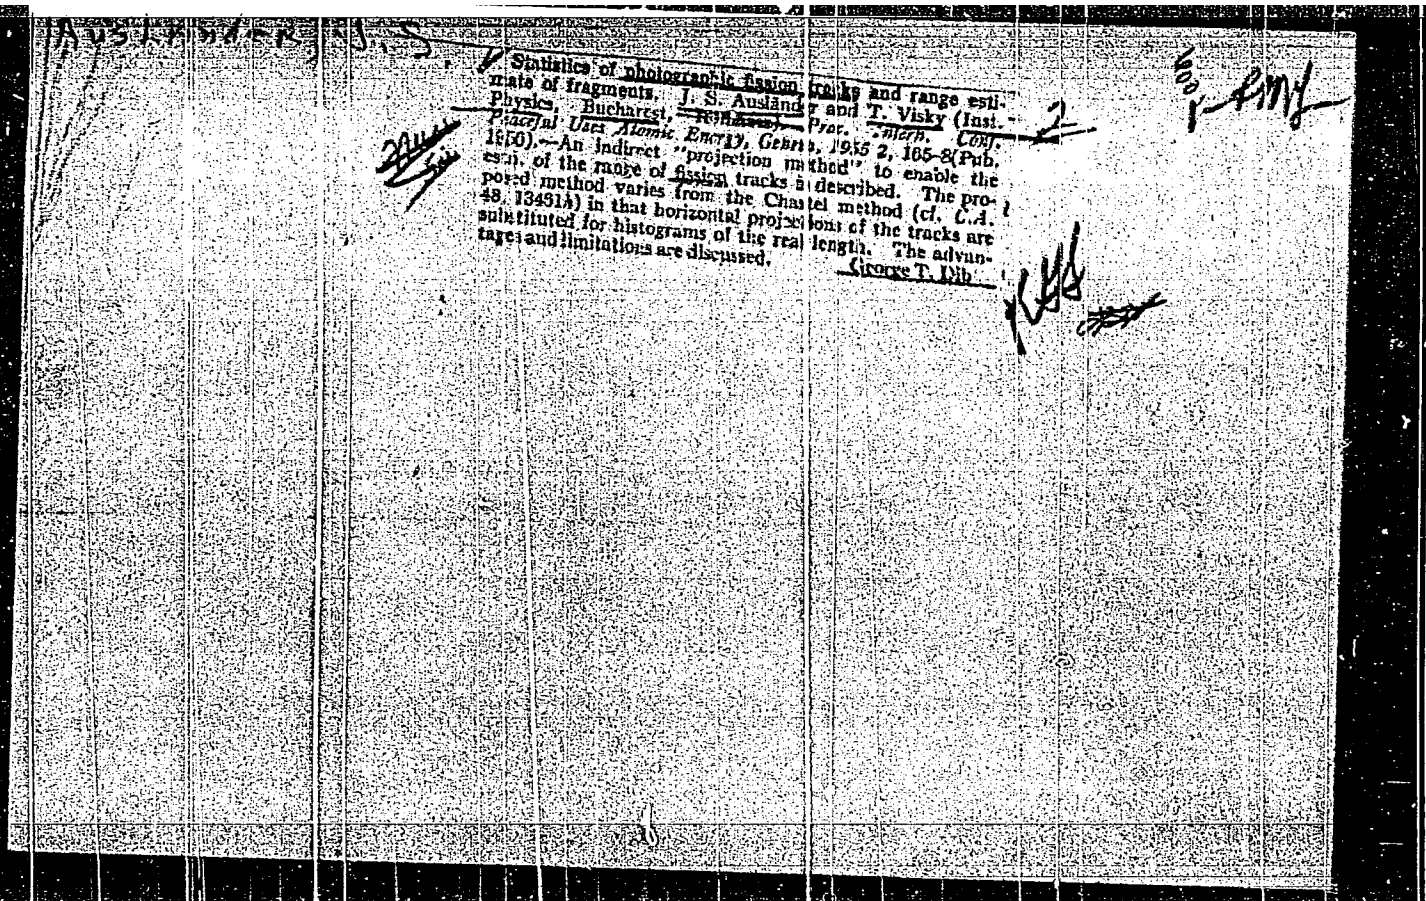 AUSLANDER, J. S.
Statistics of photographic fission tracks and range esti-
mate of fragments. J. S. Ausländer and T. Visky (Inst.
Physics, Bucharest, Proc. Intern. Conf.
Peaceful Uses Atomic Energy, Geneva, 1955 2, 165-8(Pub.
1956).—An indirect "projection method" to enable the
estn. of the range of fission tracks is described. The pro-
posed method varies from the Chastel method (cf. C.A.
48, 13451h) in that horizontal projections of the tracks are
substituted for histograms of the real length. The advan-
tages and limitations are discussed.
George T. Dib
2